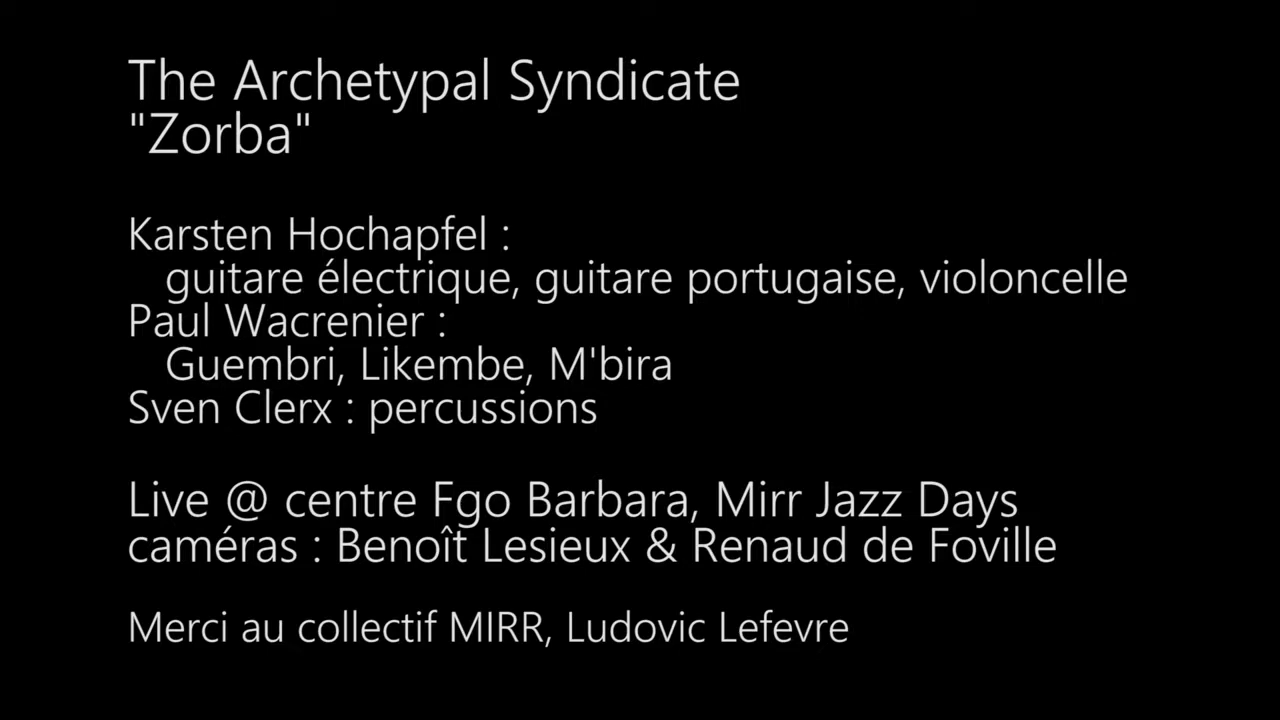 The Archetypal Syndicate
"Zorba"
Karsten Hochapfel :
guitare électrique, guitare portugaise, violoncelle
Paul Wacrenier :
Guembri, Likembe, M'bira
Sven Clerx : percussions
Live @ centre Fgo Barbara, Mirr Jazz Days
caméras : Benoît Lesieux & Renaud de Foville
Merci au collectif MIRR, Ludovic Lefevre